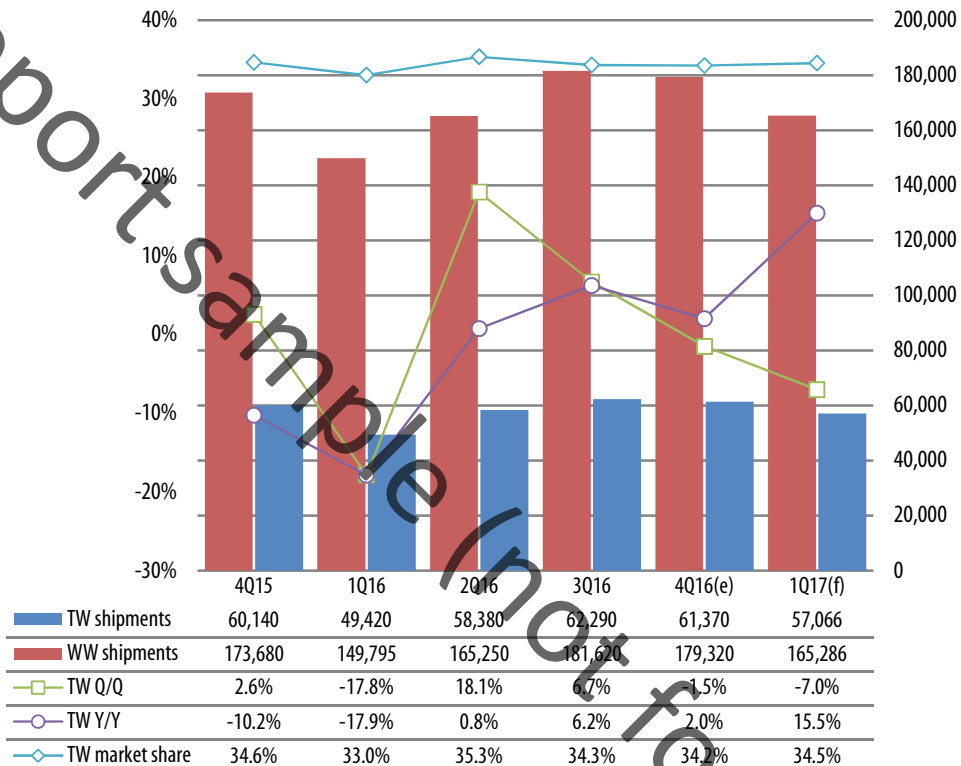 40% 200,000
180,000
30%
160,000
20% 140,000
120,000
10%
100,000
0%
80,000
-10% 60,000
40,000
-20%
20,000
-30% 0
4Q15 1Q16 2Q16 3Q16 4Q16(e) 1Q17(f)
TW shipments 60,140 49,420 58,380 62,290 61,370 57,066
WW shipments 173,680 149,795 165,250 181,620 179,320 165,286
TW Q/Q 2.6% -17.8% 18.1% 6.7% -1.5% -7.0%
TW Y/Y -10.2% -17.9% 0.8% 6.2% 2.0% 15.5%
TW market share 34.6% 33.0% 35.3% 34.3% 34.2% 34.5%
port sample (not fo